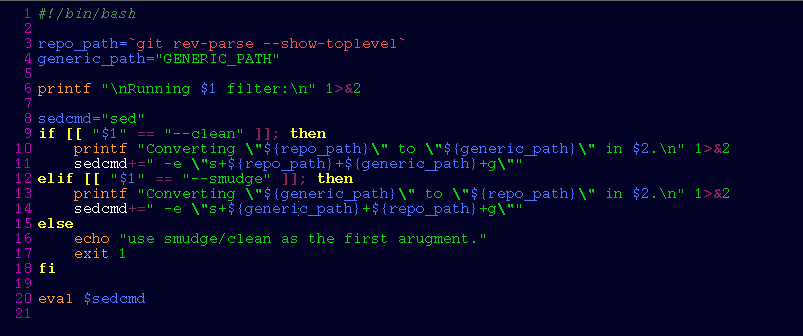 1 #!/bin/bash
2
3 repo_path=`git rev-parse --show-toplevel`
4 generic_path="GENERIC_PATH"
5
6 printf "\nRunning $1 filter:\n" 1>&2
7
8 sedcmd="sed"
9 if [[ "$1" == "--clean" ]]; then
10     printf "Converting \"${repo_path}\" to \"${generic_path}\" in $2.\n" 1>&2
11     sedcmd+=" -e \"s+${repo_path}+${generic_path}+g\""
12 elif [[ "$1" == "--smudge" ]]; then
13     printf "Converting \"${generic_path}\" to \"${repo_path}\" in $2.\n" 1>&2
14     sedcmd+=" -e \"s+${generic_path}+${repo_path}+g\""
15 else
16     echo "use smudge/clean as the first arugment."
17     exit 1
18 fi
19
20 eval $sedcmd
21